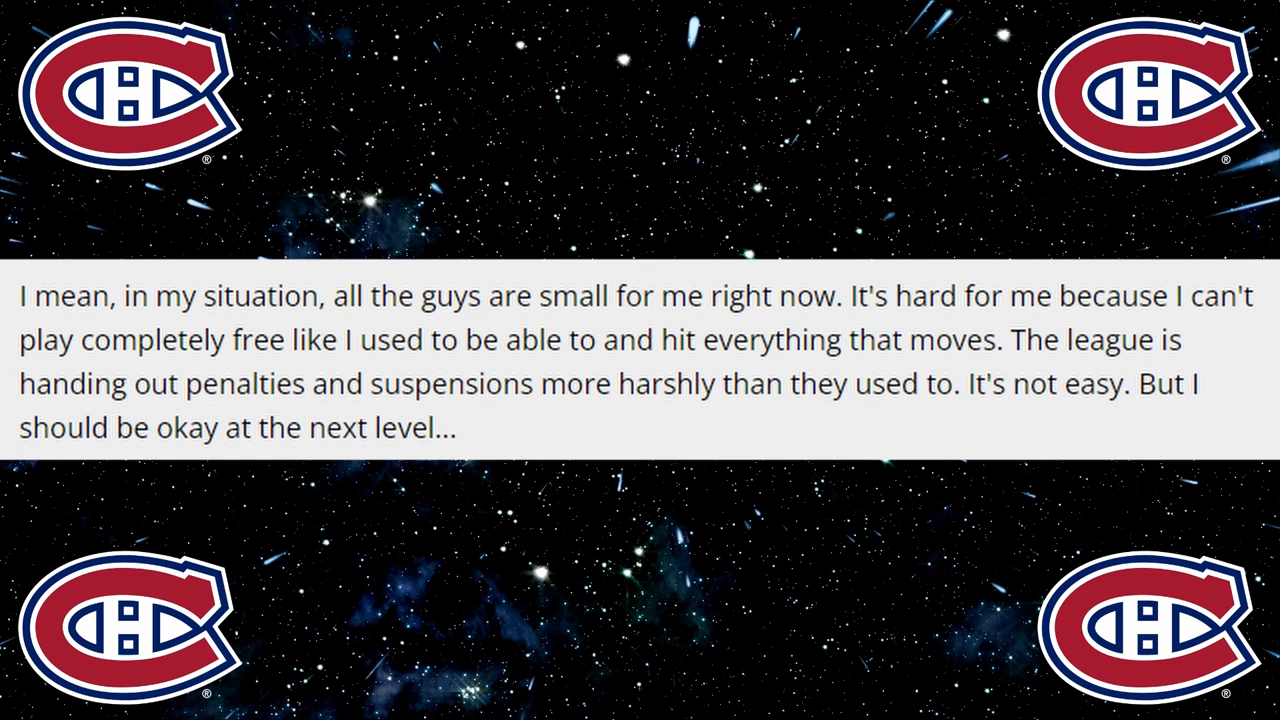 I mean, in my situation, all the guys are small for me right now. It's hard for me because I can't
play completely free like I used to be able to and hit everything that moves. The league is
handing out penalties and suspensions more harshly than they used to. It's not easy. But I
should be okay at the next level...